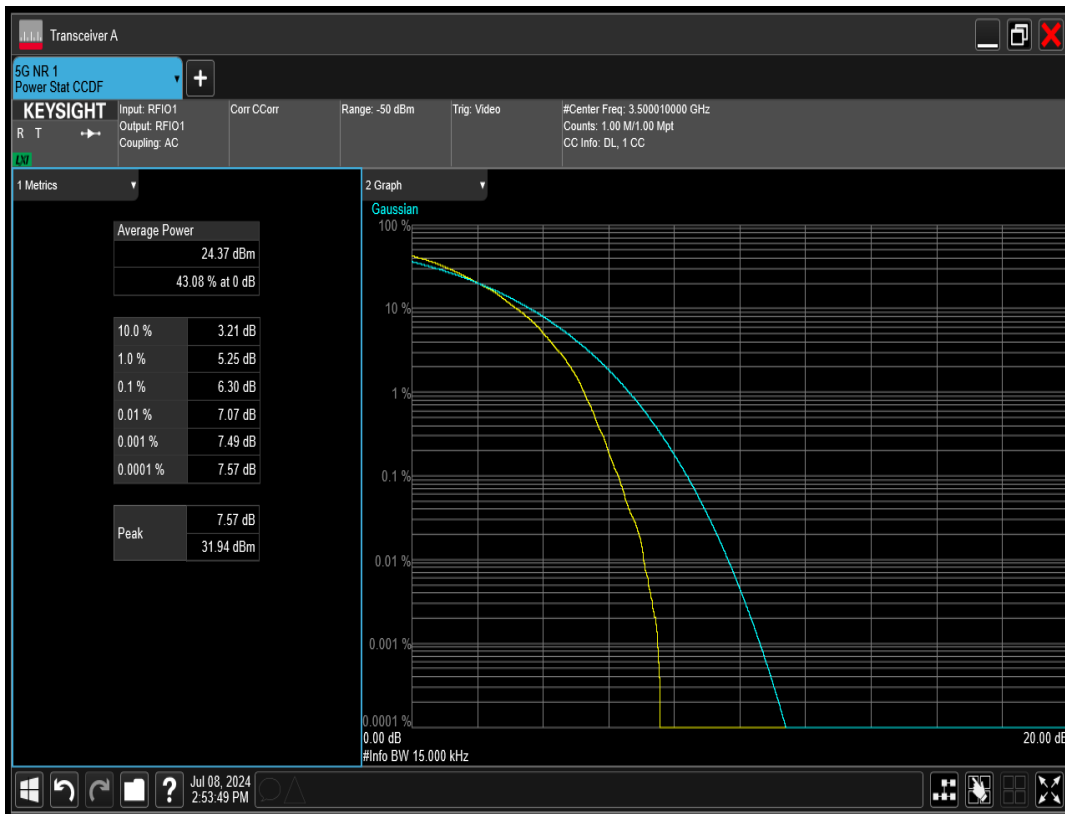 Transceiver A
5G NR 1
Power Stat CCDF
+
KEYSIGHT
R T
LXI
Input: RFIO1
Output: RFIO1
Coupling: AC
Corr CCorr
Range: -50 dBm
Trig: Video
#Center Freq: 3.500010000 GHz
Counts: 1.00 M/1.00 Mpt
CC Info: DL, 1 CC
1 Metrics
Average Power
24.37 dBm
43.08 % at 0 dB
10.0 % 3.21 dB
1.0 % 5.25 dB
0.1 % 6.30 dB
0.01 % 7.07 dB
0.001 % 7.49 dB
0.0001 % 7.57 dB
Peak
7.57 dB
31.94 dBm
2 Graph
Gaussian
100 %
10 %
1 %
0.1 %
0.01 %
0.001 %
0.0001 %
0.00 dB 20.00 dB
#Info BW 15.000 kHz
?
Jul 08, 2024
2:53:49 PM